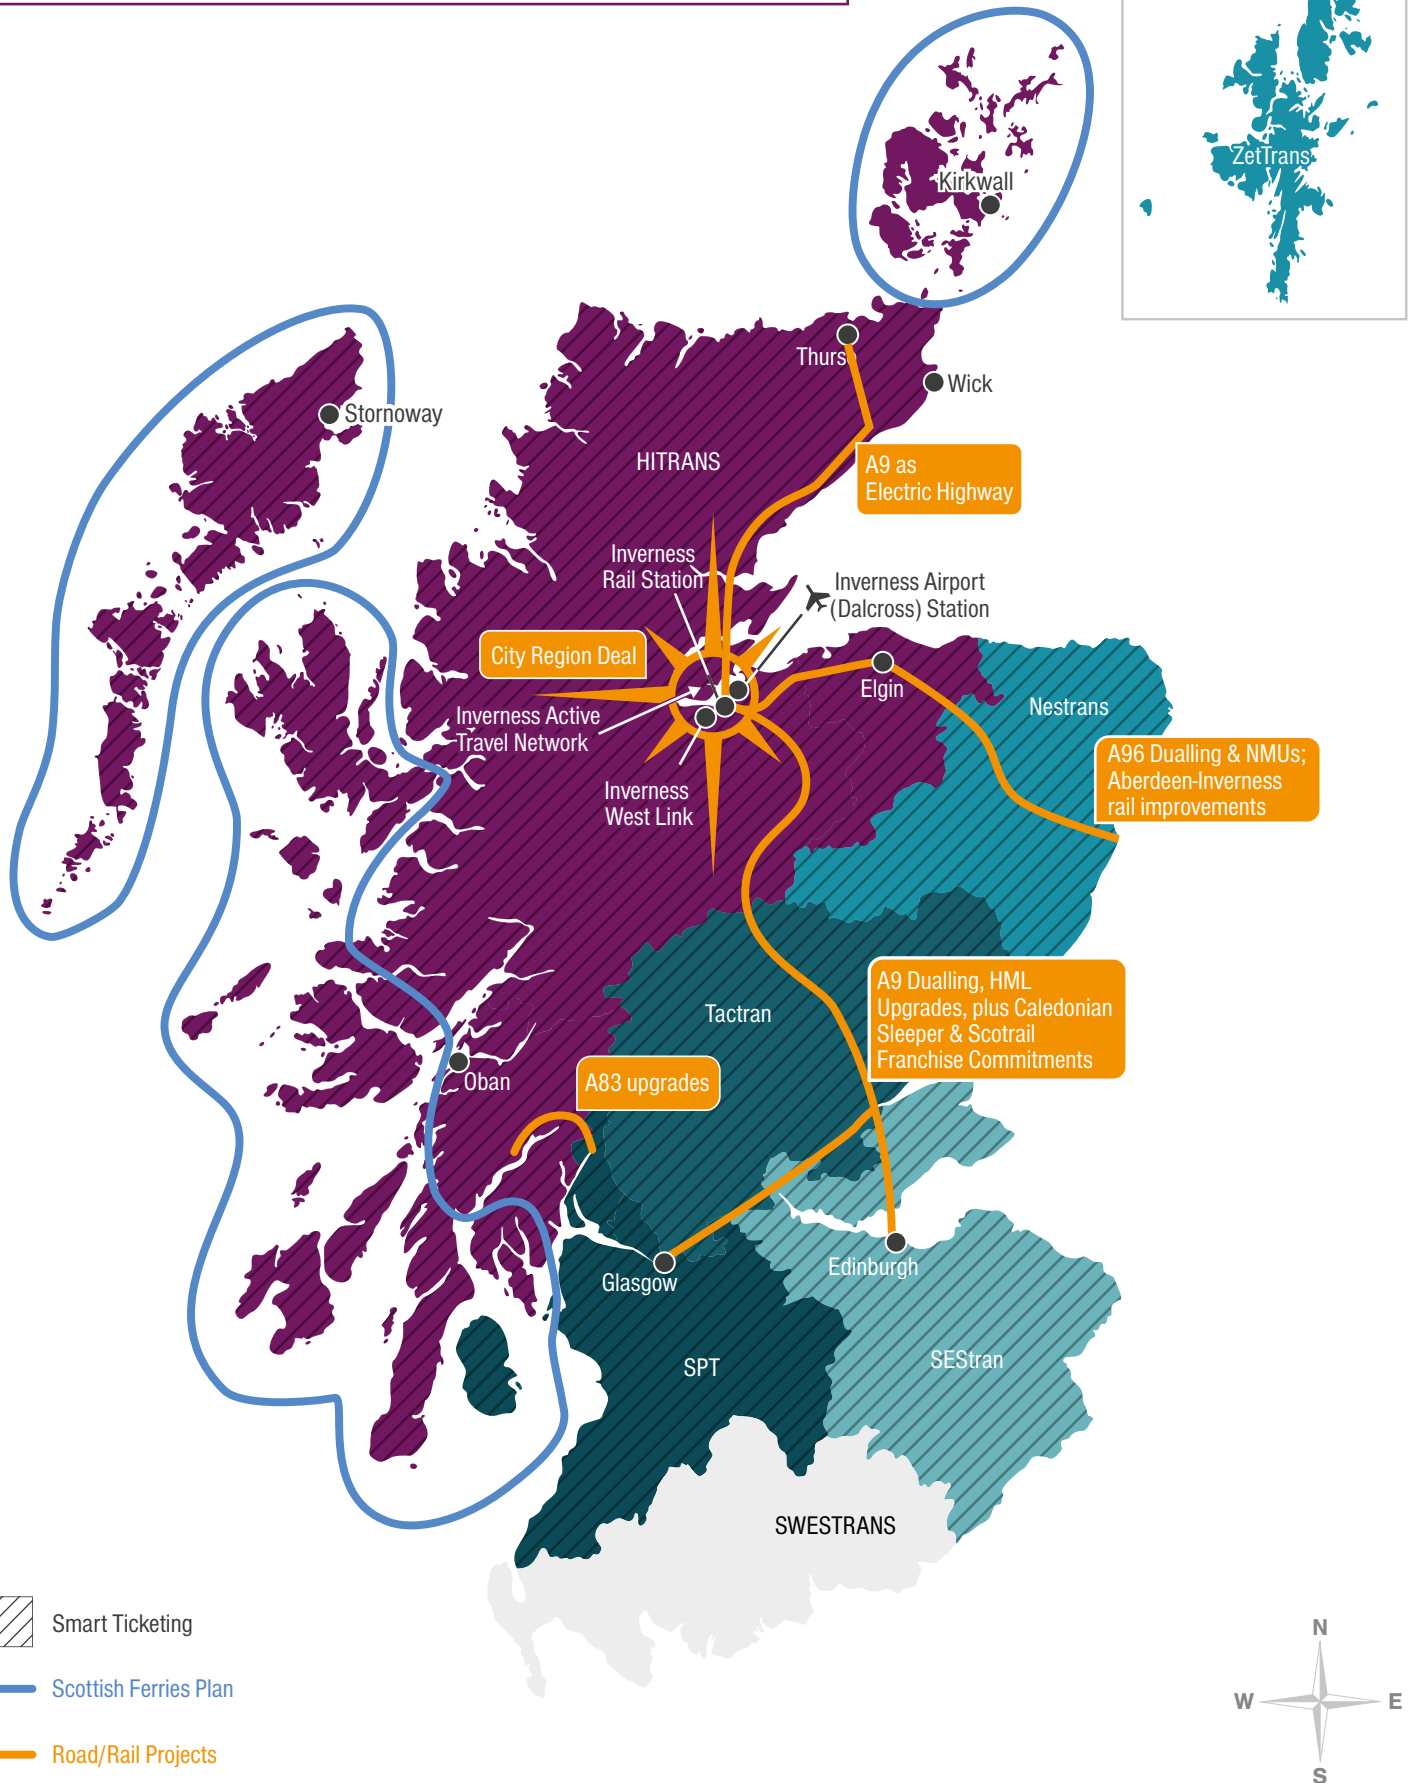 ZetTrans
Kirkwall
Thurso
Wick
Stornoway
HITRANS
A9 as
Electric Highway
Inverness
Rail Station
Inverness Airport
(Dalcross) Station
City Region Deal
Elgin
Nestrans
Inverness Active
Travel Network
A96 Dualling & NMUs;
Aberdeen-Inverness
rail improvements
Inverness
West Link
A9 Dualling, HML
Upgrades, plus Caledonian
Sleeper & Scotrail
Franchise Commitments
Tactran
Oban
A83 upgrades
Glasgow
Edinburgh
SPT
SEStran
SWESTRANS
Smart Ticketing
Scottish Ferries Plan
Road/Rail Projects
N
W
E
S